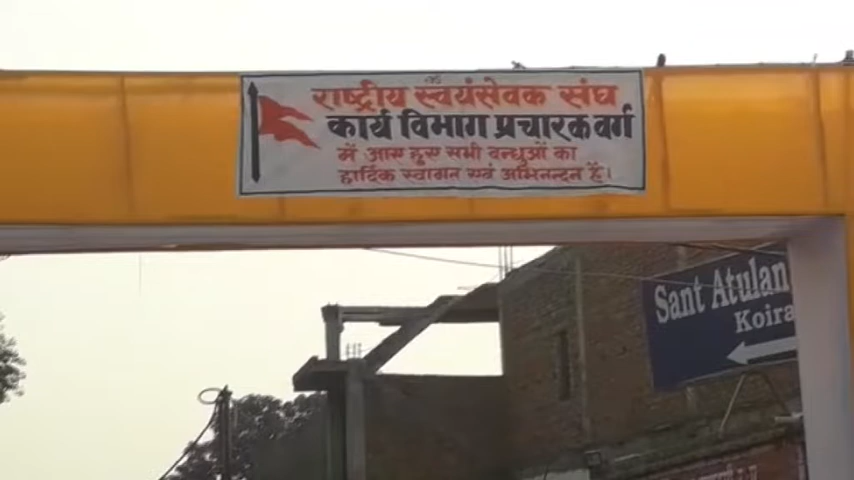 ॐ
राष्ट्रीय स्वयंसेवक संघ
कार्य विभाग प्रचारक वर्ग
में आए हुए सभी बन्धुओं का
हार्दिक स्वागत एवं अभिनन्दन है।
Sant Atulan
Koira